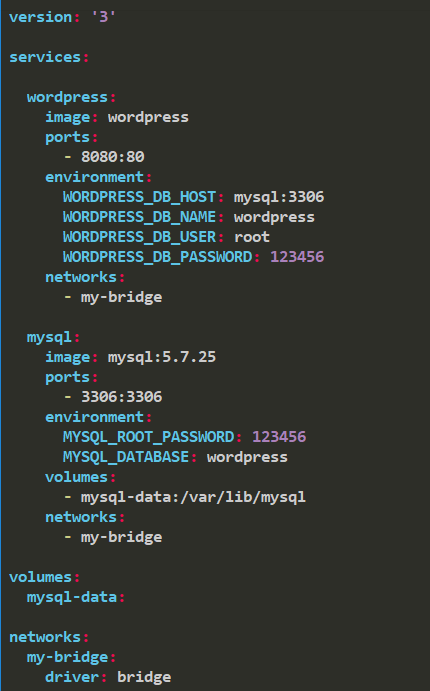 version: '3'

services:

  wordpress:
    image: wordpress
    ports:
      - 8080:80
    environment:
      WORDPRESS_DB_HOST: mysql:3306
      WORDPRESS_DB_NAME: wordpress
      WORDPRESS_DB_USER: root
      WORDPRESS_DB_PASSWORD: 123456
    networks:
      - my-bridge

  mysql:
    image: mysql:5.7.25
    ports:
      - 3306:3306
    environment:
      MYSQL_ROOT_PASSWORD: 123456
      MYSQL_DATABASE: wordpress
    volumes:
      - mysql-data:/var/lib/mysql
    networks:
      - my-bridge

volumes:
  mysql-data:

networks:
  my-bridge:
    driver: bridge